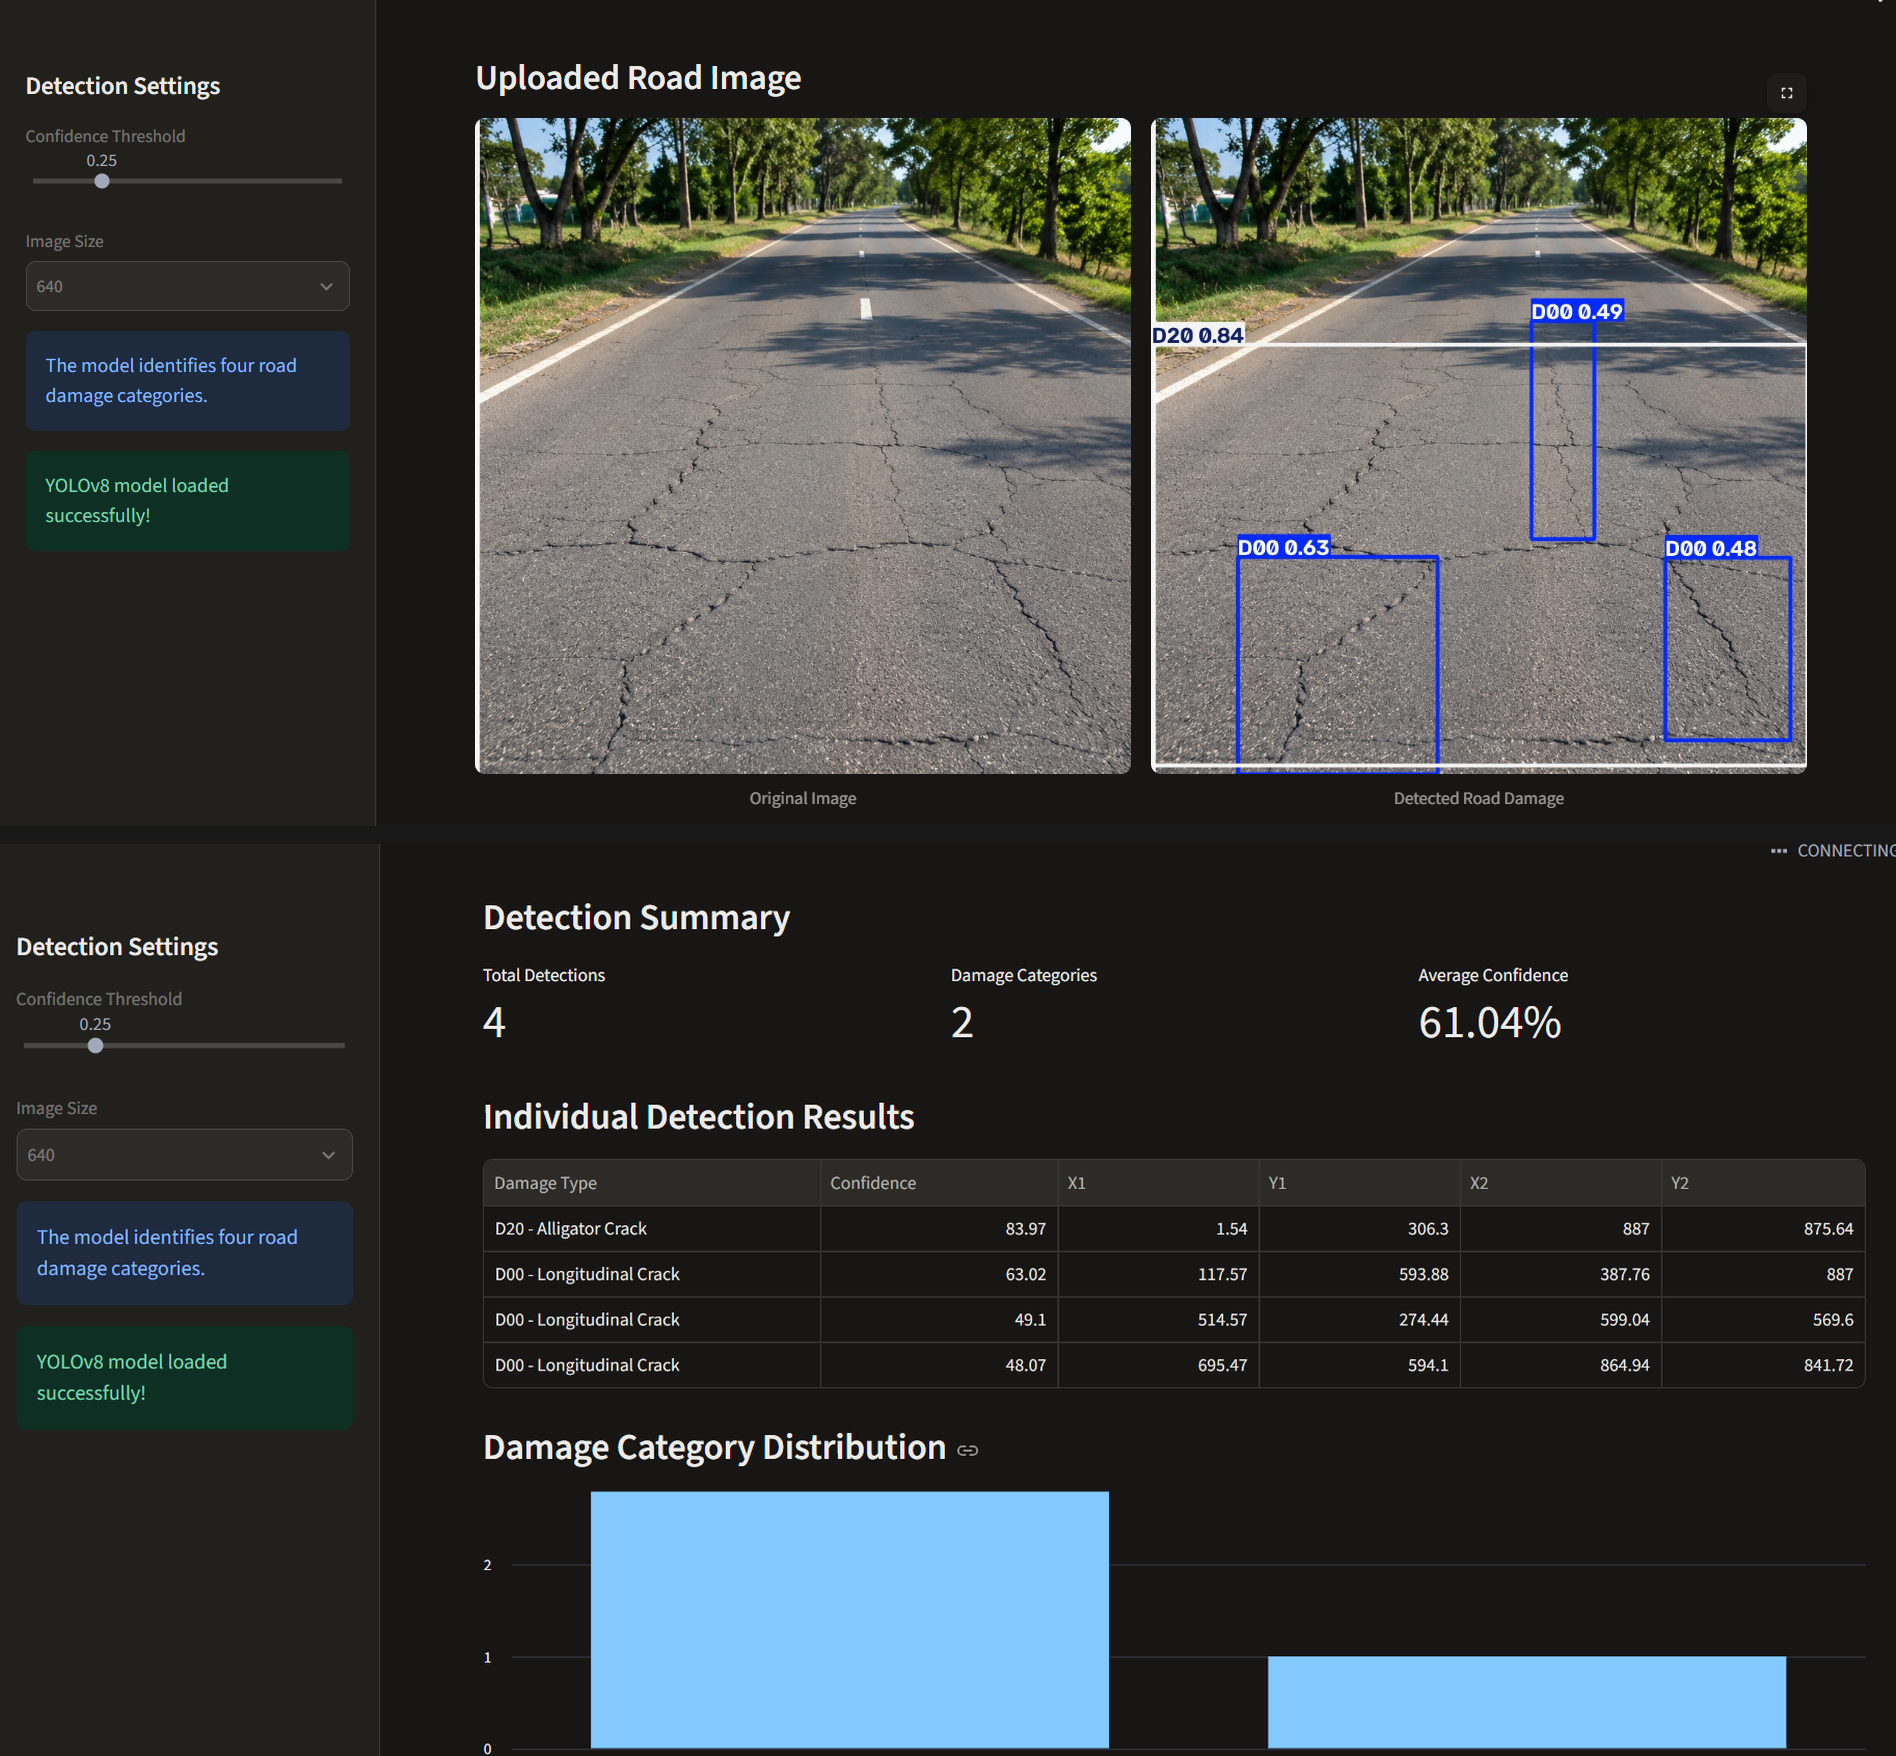 Detection Settings
Confidence Threshold
0.25
Image Size
640
The model identifies four road
damage categories.
YOLOv8 model loaded
successfully!
Uploaded Road Image
D00 0.49
D20 0.84
D00 0.63
D00 0.48
Original Image
Detected Road Damage
CONNECTING
Detection Settings
Confidence Threshold
0.25
Image Size
640
The model identifies four road
damage categories.
YOLOv8 model loaded
successfully!
Detection Summary
Total Detections Damage Categories Average Confidence
4 2 61.04%
Individual Detection Results
Damage Type Confidence X1 Y1 X2 Y2
D20 - Alligator Crack 83.97 1.54 306.3 887 875.64
D00 - Longitudinal Crack 63.02 117.57 593.88 387.76 887
D00 - Longitudinal Crack 49.1 514.57 274.44 599.04 569.6
D00 - Longitudinal Crack 48.07 695.47 594.1 864.94 841.72
Damage Category Distribution
2
1
0